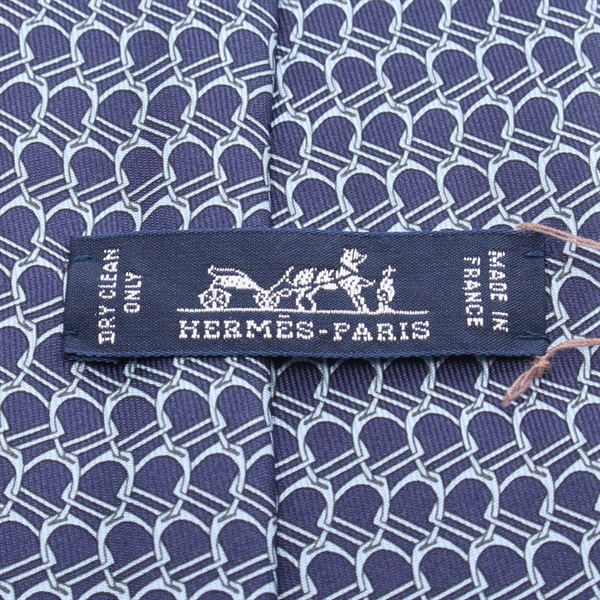 DRY CLEAN
ONLY
HERMÈS-PARIS
MADE IN
FRANCE